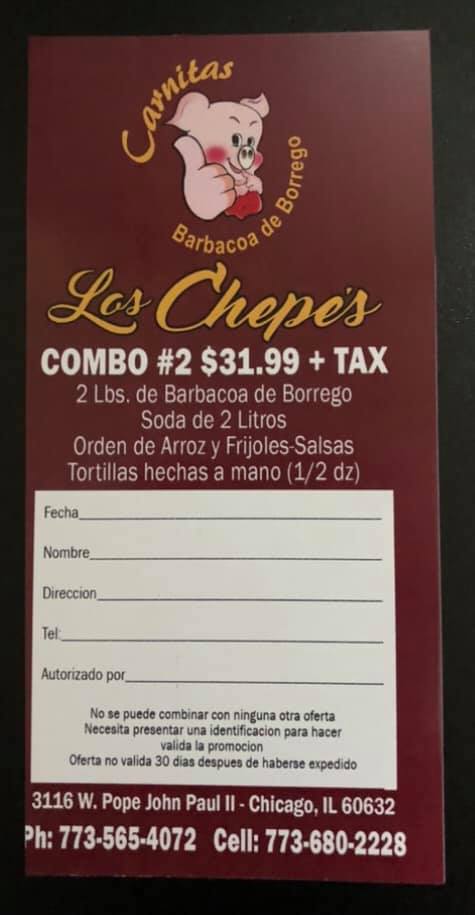 Carnitas
Barbacoa de Borrego
Los Chepe's
COMBO #2 $31.99 + TAX
2 Lbs. de Barbacoa de Borrego
Soda de 2 Litros
Orden de Arroz y Frijoles-Salsas
Tortillas hechas a mano (1/2 dz)
Fecha
Nombre
Direccion
Tel:
Autorizado por
No se puede combinar con ninguna otra oferta
Necesita presentar una identificacion para hacer
valida la promocion
Oferta no valida 30 dias despues de haberse expedido
3116 W. Pope John Paul II - Chicago, IL 60632
Ph: 773-565-4072 Cell: 773-680-2228